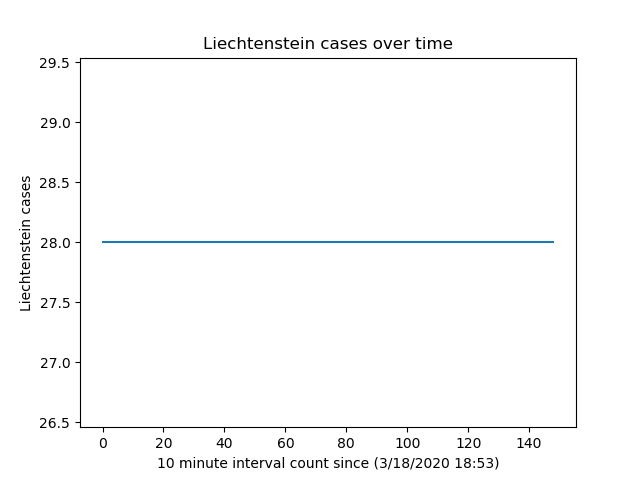 Liechtenstein cases over time
29.5
29.0
28.5
28.0
27.5
27.0
26.5
Liechtenstein cases
0 20 40 60 80 100 120 140
10 minute interval count since (3/18/2020 18:53)